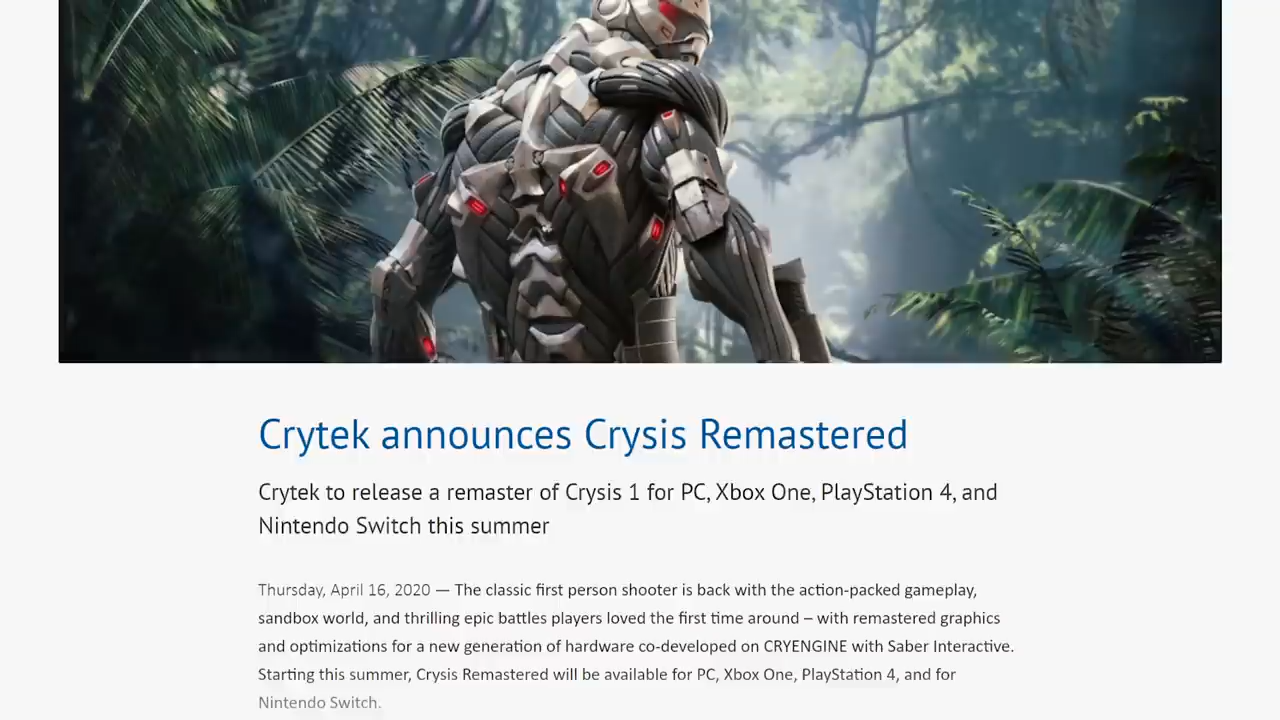 Crytek announces Crysis Remastered
Crytek to release a remaster of Crysis 1 for PC, Xbox One, PlayStation 4, and
Nintendo Switch this summer
Thursday, April 16, 2020 — The classic first person shooter is back with the action-packed gameplay,
sandbox world, and thrilling epic battles players loved the first time around – with remastered graphics
and optimizations for a new generation of hardware co-developed on CRYENGINE with Saber Interactive.
Starting this summer, Crysis Remastered will be available for PC, Xbox One, PlayStation 4, and for
Nintendo Switch.